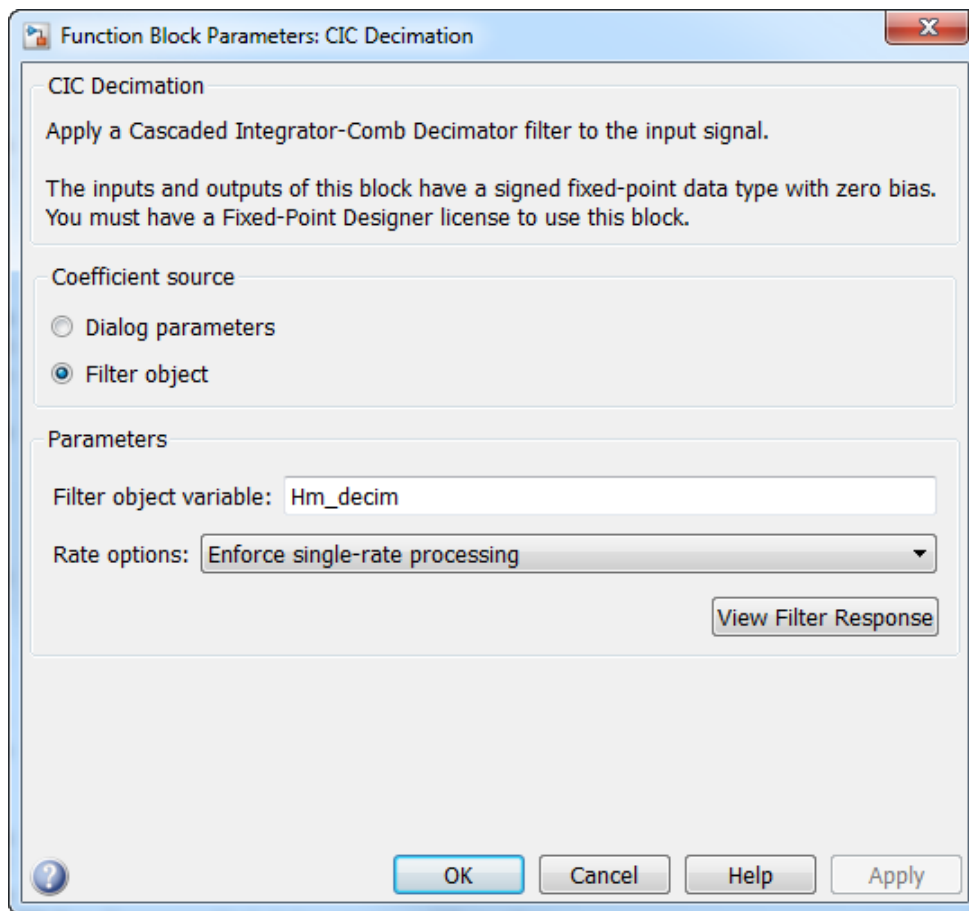 Function Block Parameters: CIC Decimation
CIC Decimation
Apply a Cascaded Integrator-Comb Decimator filter to the input signal.
The inputs and outputs of this block have a signed fixed-point data type with zero bias.
You must have a Fixed-Point Designer license to use this block.
Coefficient source
Dialog parameters
Filter object
Parameters
Filter object variable: Hm_decim
Rate options: Enforce single-rate processing
View Filter Response
? OK Cancel Help Apply